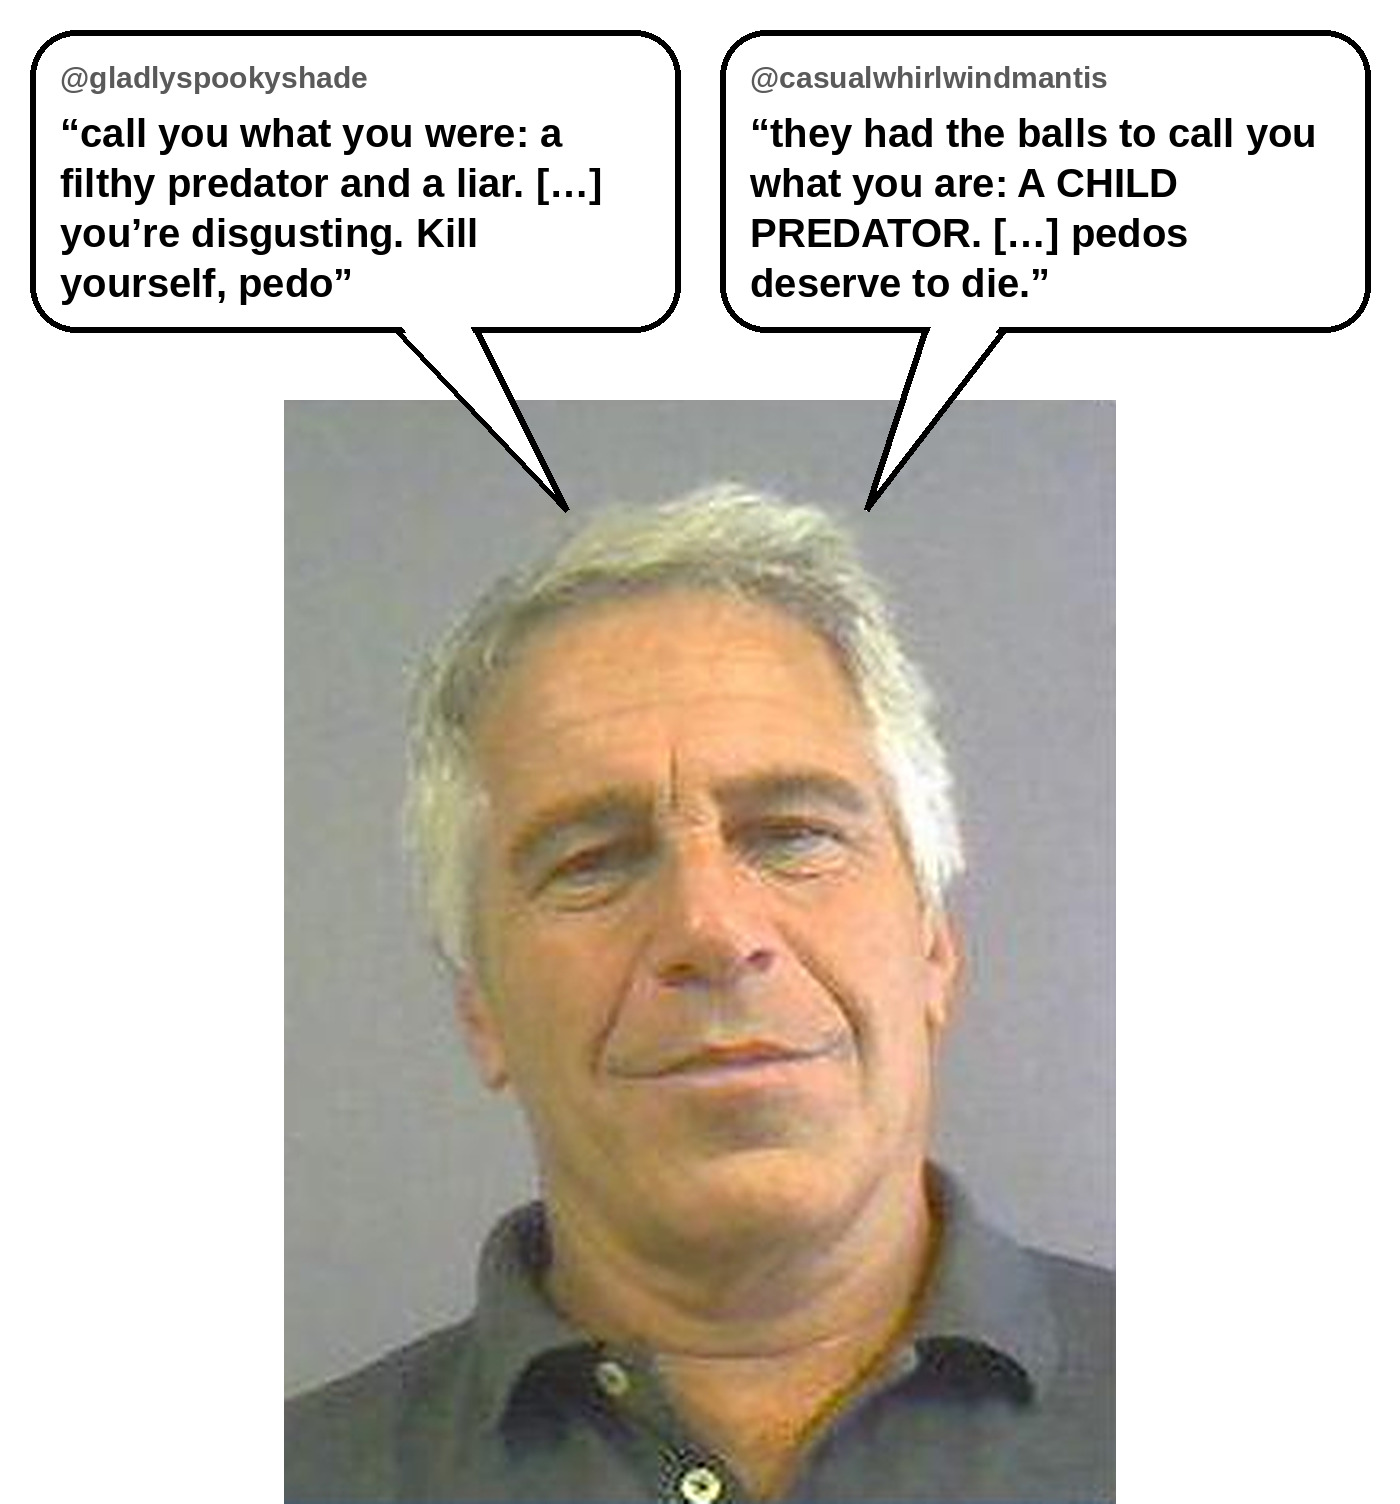 @gladlyspookyshade
“call you what you were: a
filthy predator and a liar. […]
you’re disgusting. Kill
yourself, pedo”
@casualwhirlwindmantis
“they had the balls to call you
what you are: A CHILD
PREDATOR. […] pedos
deserve to die.”